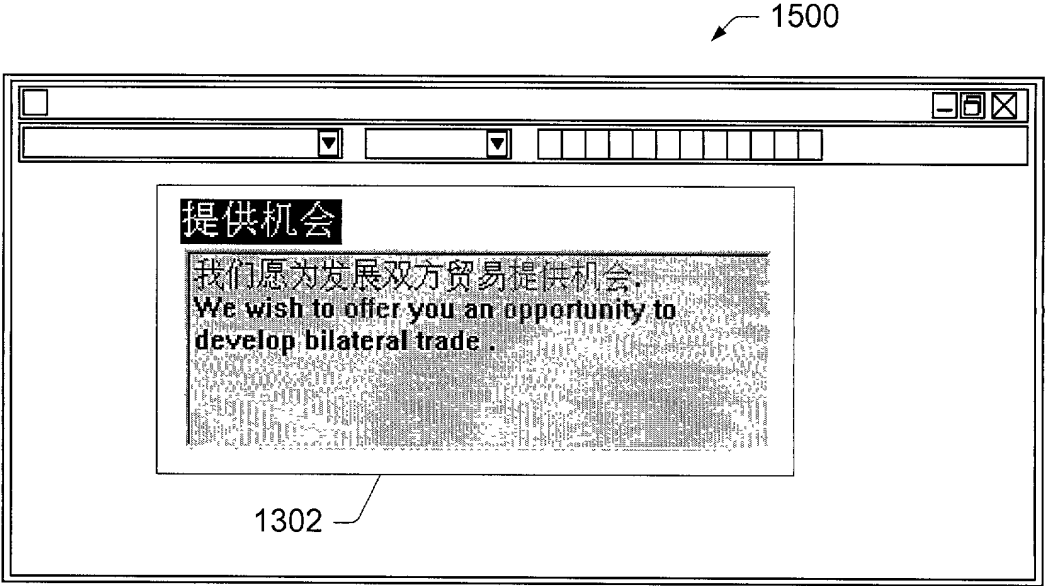 1500
提供机会
我们愿为发展双方贸易提供机会.
We wish to offer you an opportunity to
develop bilateral trade .
1302